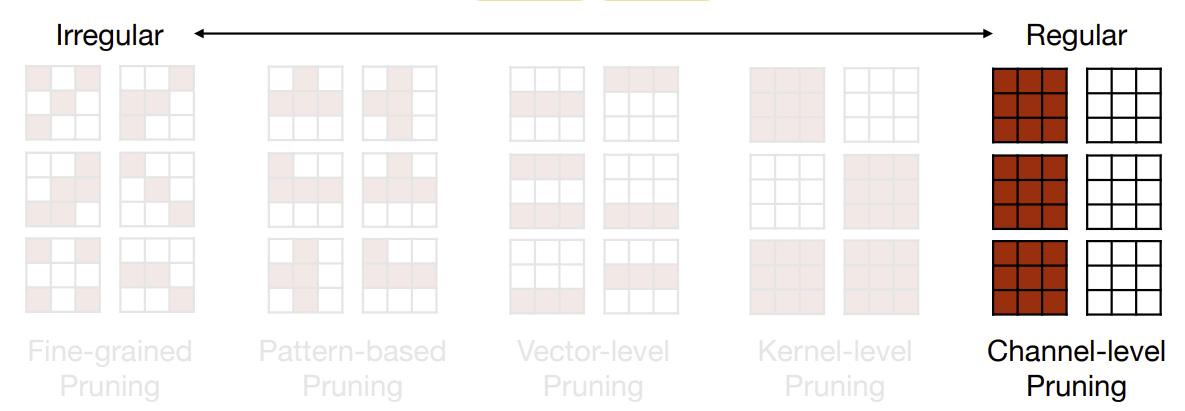 Irregular
Regular
Fine-grained
Pruning
Pattern-based
Pruning
Vector-level
Pruning
Kernel-level
Pruning
Channel-level
Pruning